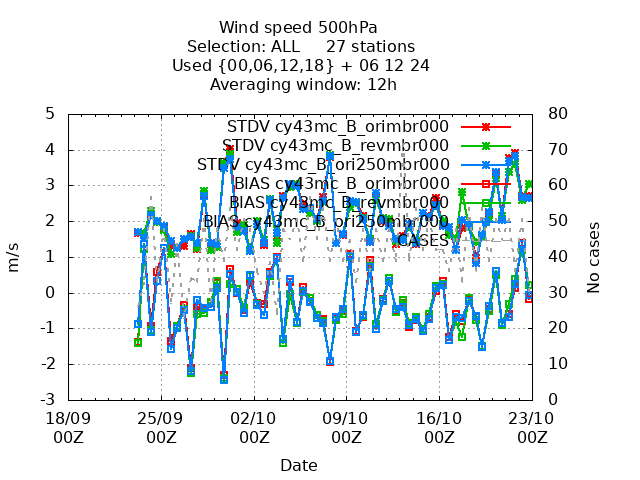 Wind speed 500hPa
Selection: ALL 27 stations
Used {00,06,12,18} + 06 12 24
Averaging window: 12h
STDV cy43mc_B_orimbr000
STDV cy43mc_B_revmbr000
STDV cy43mc_B_ori250mbr000
BIAS cy43mc_B_orimbr000
BIAS cy43mc_B_revmbr000
BIAS cy43mc_B_ori250mbr000
CASES
5
4
3
2
1
0
-1
-2
-3
m/s
80
70
60
50
40
30
20
10
0
No cases
18/09 25/09 02/10 09/10 16/10 23/10
00Z 00Z 00Z 00Z 00Z 00Z
Date